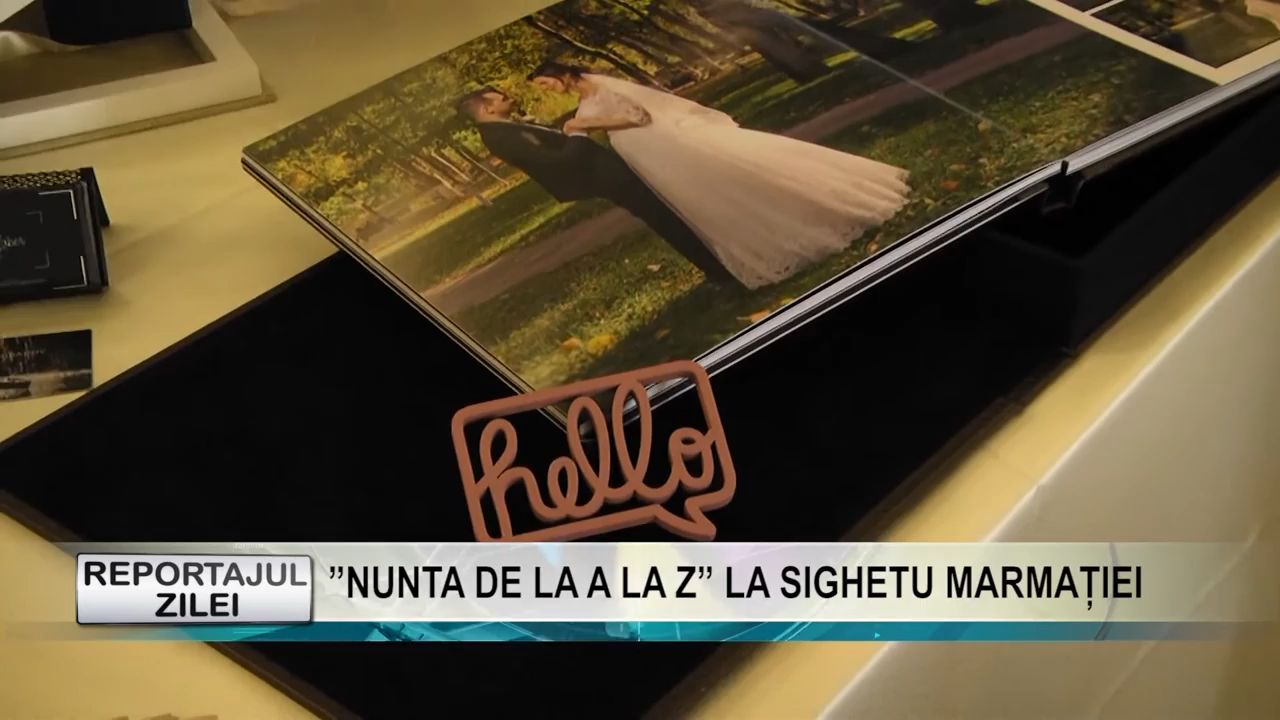 hello
REPORTAJUL
ZILEI
”NUNTA DE LA A LA Z” LA SIGHETU MARMAȚIEI